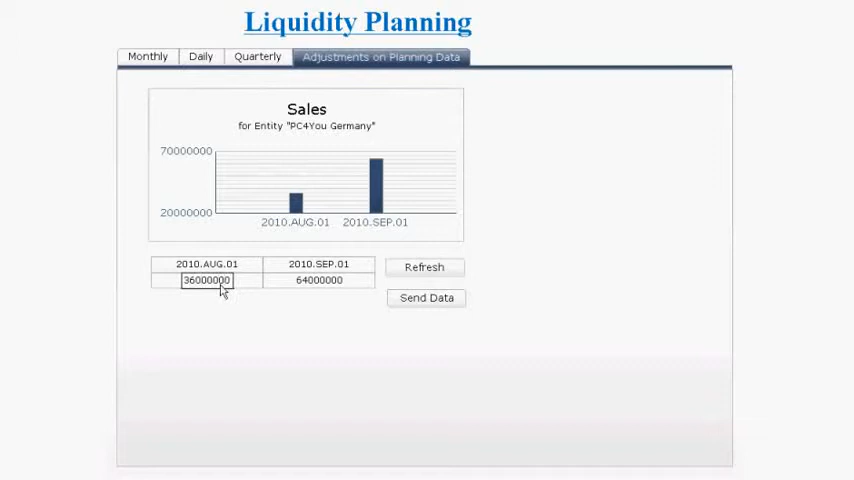 Liquidity Planning
Monthly Daily Quarterly Adjustments on Planning Data
Sales
for Entity "PC4You Germany"
70000000
20000000
2010.AUG.01 2010.SEP.01
2010.AUG.01 2010.SEP.01 Refresh
36000000 64000000
Send Data